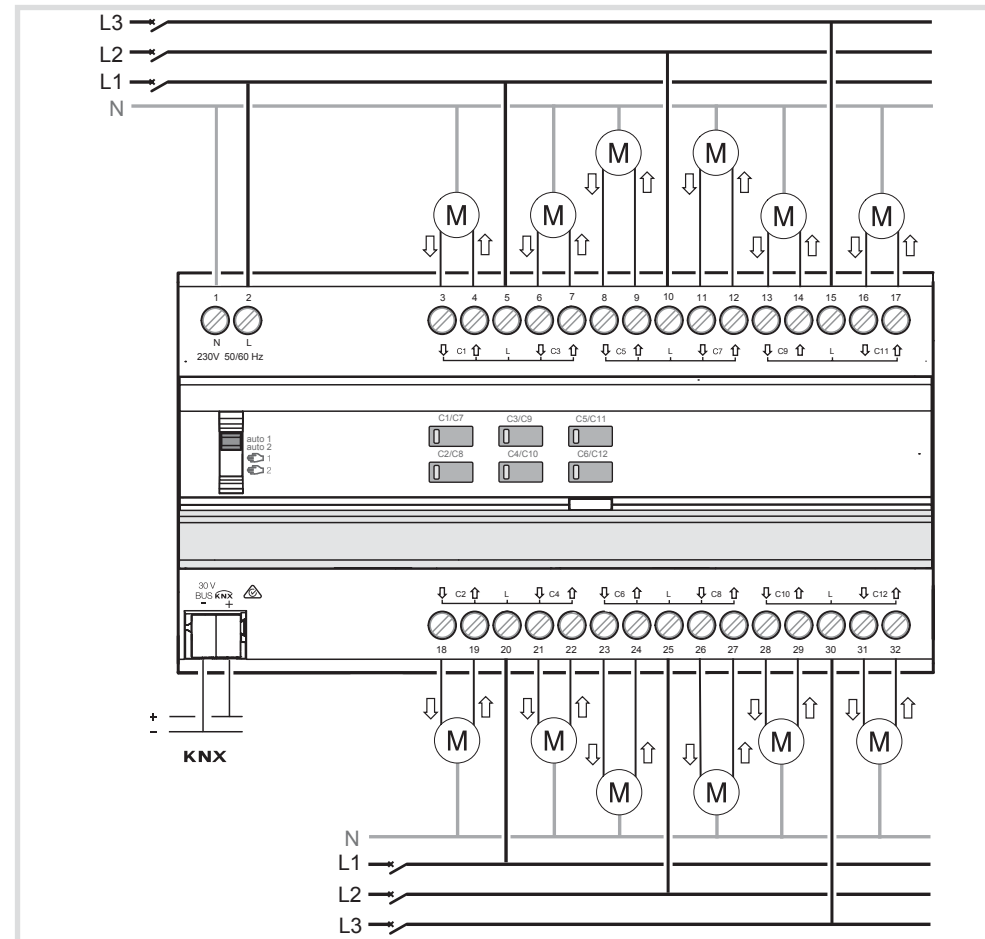 L3
L2
L1
N
M M
M M
M M
1 2 3 4 5 6 7 8 9 10 11 12 13 14 15 16 17
N L
230V 50/60 Hz
C1 L C3 C5 L C7 C9 L C11
C1/C7 C3/C9 C5/C11
auto 1
auto 2
1
2
C2/C8 C4/C10 C6/C12
30 V
BUS KNX
- +
C2 L C4 C6 L C8 C10 L C12
18 19 20 21 22 23 24 25 26 27 28 29 30 31 32
+
-
KNX
M M M M
M M
N
L1
L2
L3